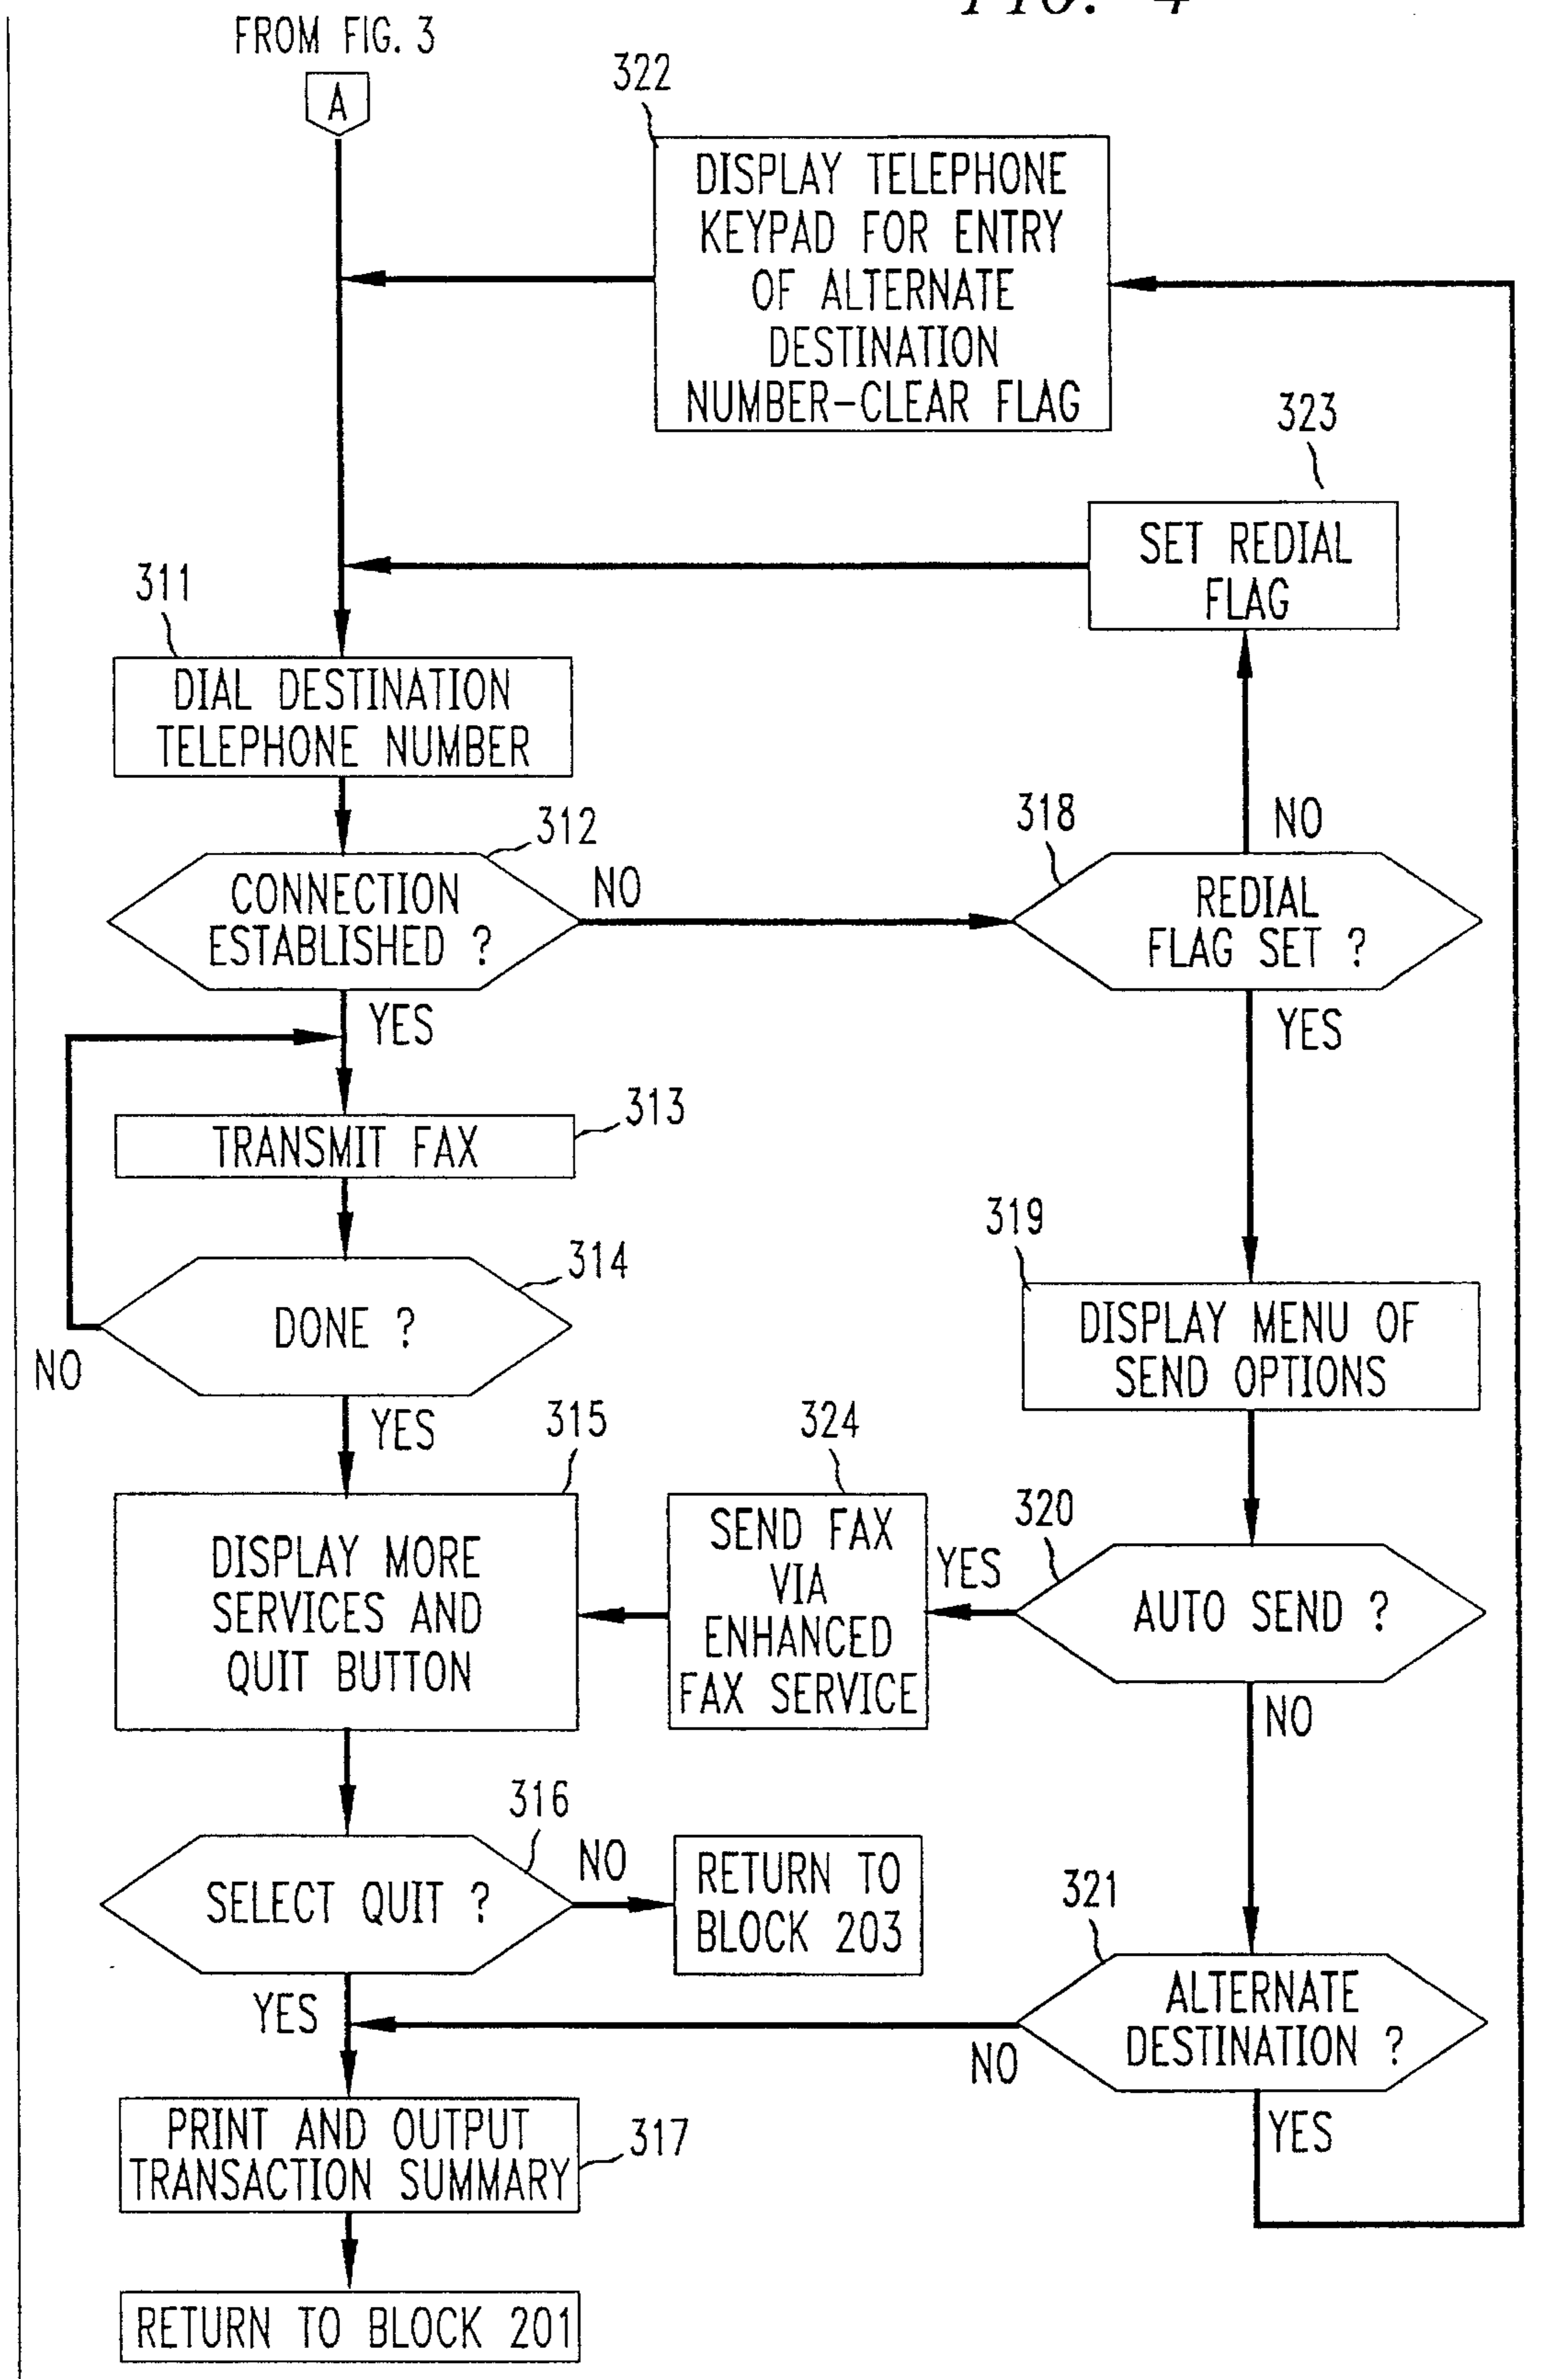 FIG. 4
FROM FIG. 3
A
322
DISPLAY TELEPHONE
KEYPAD FOR ENTRY
OF ALTERNATE
DESTINATION
NUMBER-CLEAR FLAG
323
SET REDIAL
FLAG
311
DIAL DESTINATION
TELEPHONE NUMBER
312
CONNECTION
ESTABLISHED ?
NO
318
REDIAL
FLAG SET ?
NO
YES
YES
313
TRANSMIT FAX
314
DONE ?
NO
YES
319
DISPLAY MENU OF
SEND OPTIONS
315
DISPLAY MORE
SERVICES AND
QUIT BUTTON
324
SEND FAX
VIA
ENHANCED
FAX SERVICE
YES
320
AUTO SEND ?
NO
316
SELECT QUIT ?
NO
RETURN TO
BLOCK 203
321
ALTERNATE
DESTINATION ?
YES
NO
YES
PRINT AND OUTPUT
TRANSACTION SUMMARY
317
RETURN TO BLOCK 201